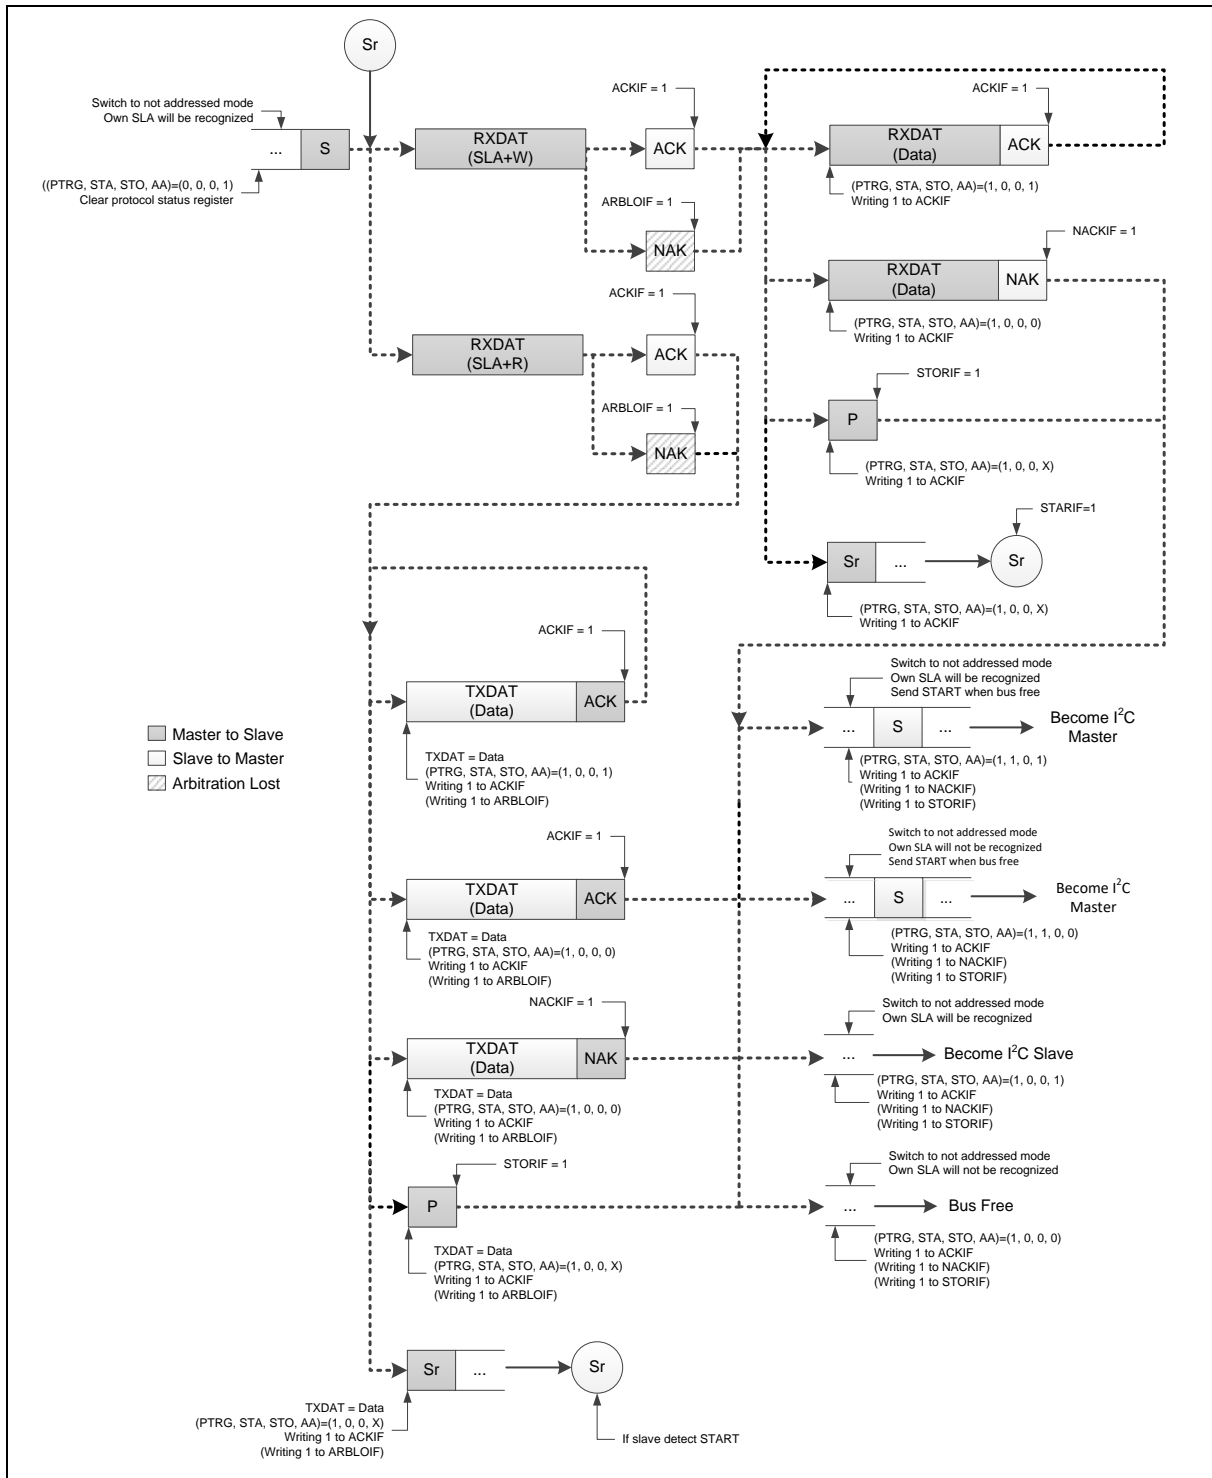 Sr
Switch to not addressed mode
Own SLA will be recognized
...
S
((PTRG, STA, STO, AA)=(0, 0, 0, 1)
Clear protocol status register
RXDAT
(SLA+W)
ACKIF = 1
ACK
ARBLOIF = 1
NAK
RXDAT
(SLA+R)
ACKIF = 1
ACK
ARBLOIF = 1
NAK
ACKIF = 1
RXDAT
(Data)
ACK
(PTRG, STA, STO, AA)=(1, 0, 0, 1)
Writing 1 to ACKIF
NACKIF = 1
RXDAT
(Data)
NAK
(PTRG, STA, STO, AA)=(1, 0, 0, 0)
Writing 1 to ACKIF
STORIF = 1
P
(PTRG, STA, STO, AA)=(1, 0, 0, X)
Writing 1 to ACKIF
STARIF=1
Sr
...
Sr
(PTRG, STA, STO, AA)=(1, 0, 0, X)
Writing 1 to ACKIF
Master to Slave
Slave to Master
Arbitration Lost
ACKIF = 1
TXDAT
(Data)
ACK
TXDAT = Data
(PTRG, STA, STO, AA)=(1, 0, 0, 1)
Writing 1 to ACKIF
(Writing 1 to ARBLOIF)
Switch to not addressed mode
Own SLA will be recognized
Send START when bus free
...
S
...
Become I²C
Master
(PTRG, STA, STO, AA)=(1, 1, 0, 1)
Writing 1 to ACKIF
(Writing 1 to NACKIF)
(Writing 1 to STORIF)
ACKIF = 1
TXDAT
(Data)
ACK
TXDAT = Data
(PTRG, STA, STO, AA)=(1, 0, 0, 0)
Writing 1 to ACKIF
(Writing 1 to ARBLOIF)
Switch to not addressed mode
Own SLA will not be recognized
Send START when bus free
...
S
...
Become I²C
Master
(PTRG, STA, STO, AA)=(1, 1, 0, 0)
Writing 1 to ACKIF
(Writing 1 to NACKIF)
(Writing 1 to STORIF)
NACKIF = 1
TXDAT
(Data)
NAK
TXDAT = Data
(PTRG, STA, STO, AA)=(1, 0, 0, 0)
Writing 1 to ACKIF
(Writing 1 to ARBLOIF)
Switch to not addressed mode
Own SLA will be recognized
...
Become I²C Slave
(PTRG, STA, STO, AA)=(1, 0, 0, 1)
Writing 1 to ACKIF
(Writing 1 to NACKIF)
(Writing 1 to STORIF)
STORIF = 1
P
TXDAT = Data
(PTRG, STA, STO, AA)=(1, 0, 0, X)
Writing 1 to ACKIF
(Writing 1 to ARBLOIF)
Switch to not addressed mode
Own SLA will not be recognized
...
Bus Free
(PTRG, STA, STO, AA)=(1, 0, 0, 0)
Writing 1 to ACKIF
(Writing 1 to NACKIF)
(Writing 1 to STORIF)
Sr
...
Sr
TXDAT = Data
(PTRG, STA, STO, AA)=(1, 0, 0, X)
Writing 1 to ACKIF
(Writing 1 to ARBLOIF)
If slave detect START